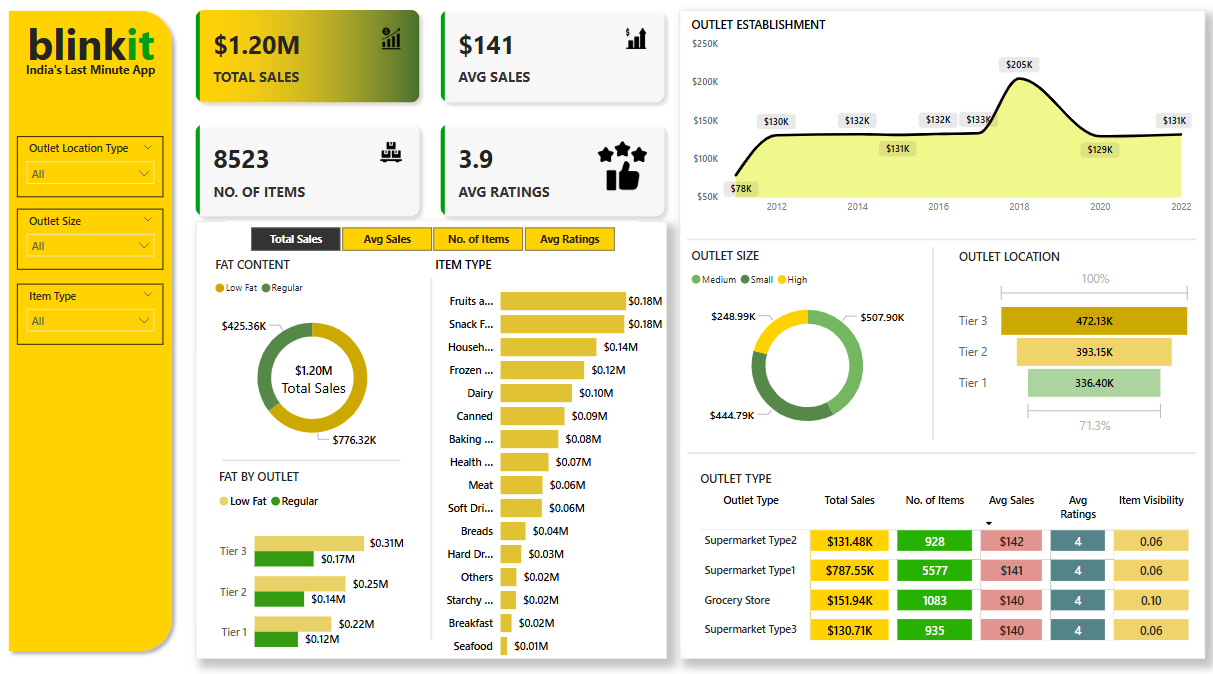 blinkit
India's Last Minute App
Outlet Location Type
All
Outlet Size
All
Item Type
All
$1.20M
TOTAL SALES
$141
AVG SALES
8523
NO. OF ITEMS
3.9
AVG RATINGS
Total Sales
Avg Sales
No. of Items
Avg Ratings
FAT CONTENT
Low Fat
Regular
$425.36K
$1.20M
Total Sales
$776.32K
FAT BY OUTLET
Low Fat
Regular
Tier 3
$0.31M
$0.17M
Tier 2
$0.25M
$0.14M
Tier 1
$0.22M
$0.12M
ITEM TYPE
Fruits a... $0.18M
Snack F... $0.18M
Househ... $0.14M
Frozen ... $0.12M
Dairy $0.10M
Canned $0.09M
Baking ... $0.08M
Health ... $0.07M
Meat $0.06M
Soft Dri... $0.06M
Breads $0.04M
Hard Dr... $0.03M
Others $0.02M
Starchy ... $0.02M
Breakfast $0.02M
Seafood $0.01M
OUTLET ESTABLISHMENT
$250K
$200K
$150K
$100K
$50K
$78K
$130K
$132K
$131K
$132K
$133K
$205K
$129K
$131K
2012 2014 2016 2018 2020 2022
OUTLET SIZE
Medium Small High
$248.99K
$507.90K
$444.79K
OUTLET LOCATION
100%
Tier 3 472.13K
Tier 2 393.15K
Tier 1 336.40K
71.3%
OUTLET TYPE
Outlet Type Total Sales No. of Items Avg Sales Avg Ratings Item Visibility
Supermarket Type2 $131.48K 928 $142 4 0.06
Supermarket Type1 $787.55K 5577 $141 4 0.06
Grocery Store $151.94K 1083 $140 4 0.10
Supermarket Type3 $130.71K 935 $140 4 0.06